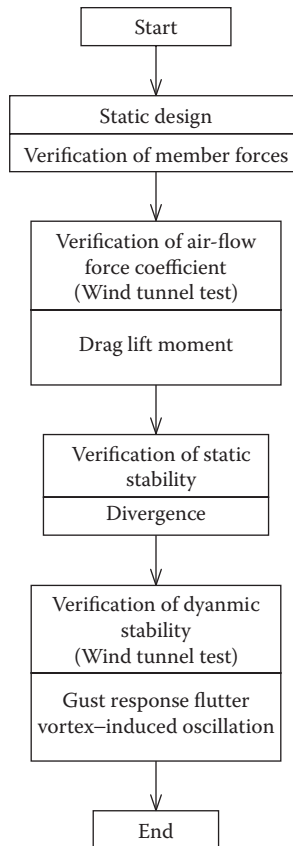 Start
Static design
Verification of member forces
Verification of air-flow
force coefficient
(Wind tunnel test)
Drag lift moment
Verification of static
stability
Divergence
Verification of dyanmic
stability
(Wind tunnel test)
Gust response flutter
vortex–induced oscillation
End